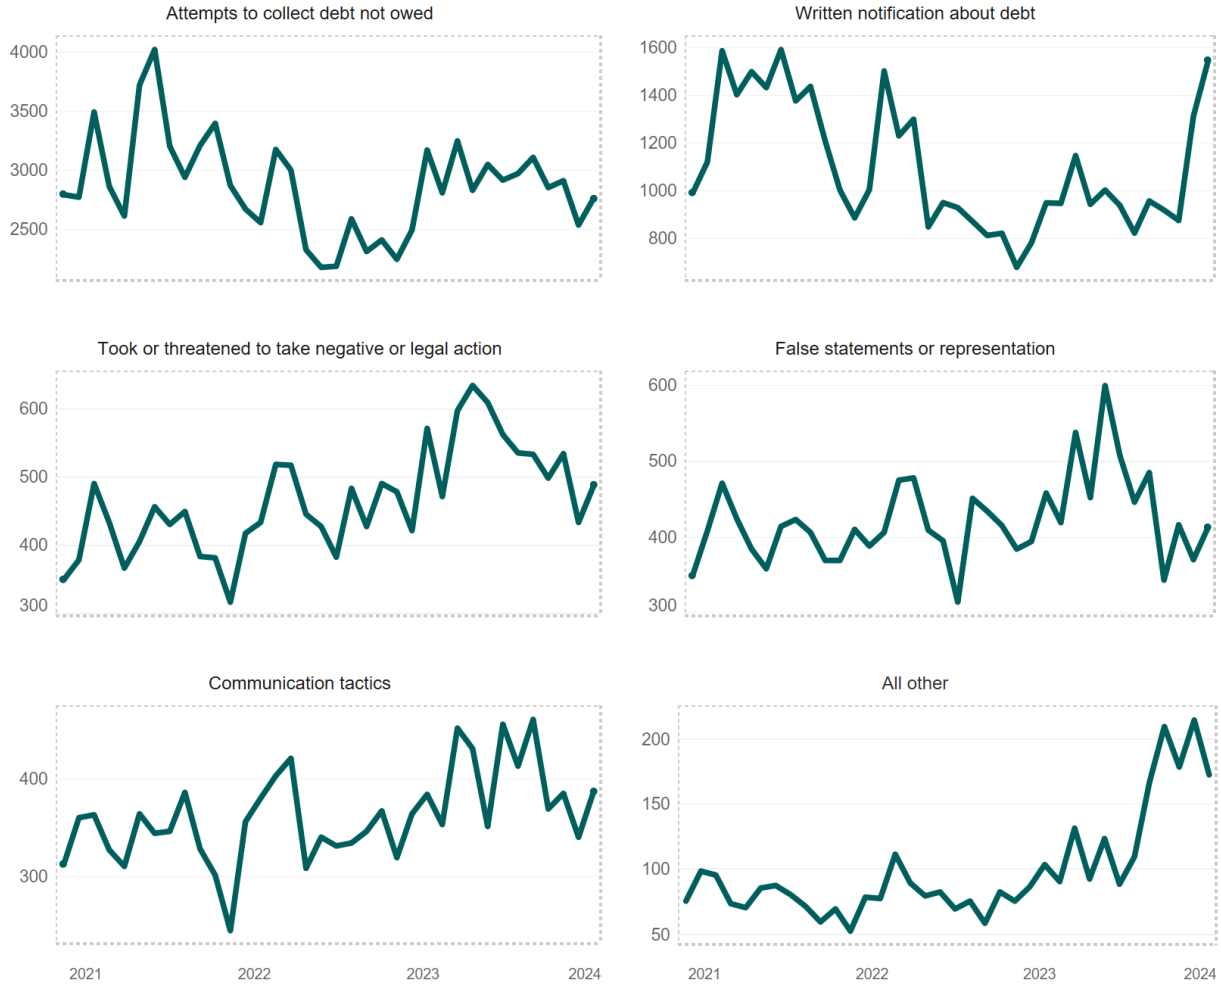 Attempts to collect debt not owed
4000
3500
3000
2500
Written notification about debt
1600
1400
1200
1000
800
Took or threatened to take negative or legal action
600
500
400
300
False statements or representation
600
500
400
300
Communication tactics
400
300
2021 2022 2023 2024
All other
200
150
100
50
2021 2022 2023 2024